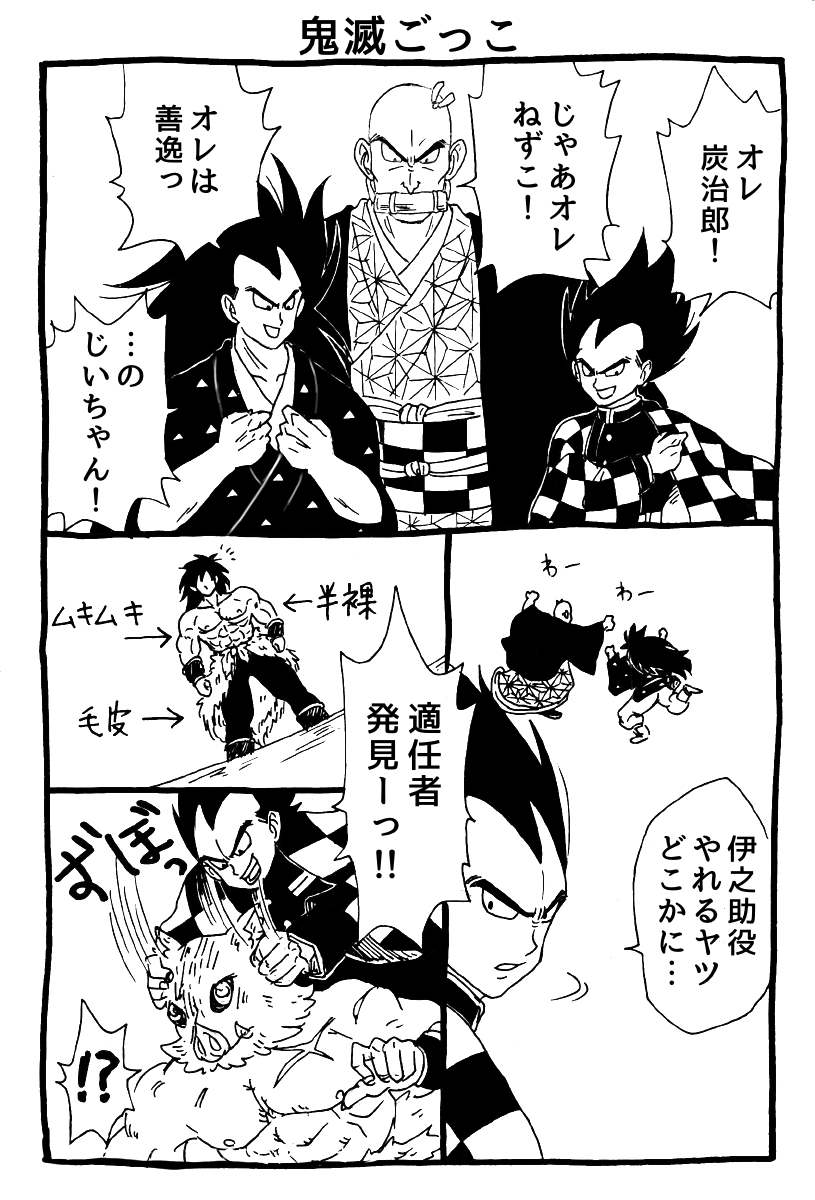 鬼滅ごっこ
オレ
炭治郎！
じゃあオレ
ねずこ！
オレは
善逸っ
…の
じいちゃん！
わー
わー
伊之助役
やれるヤツ
どこかに…
半裸
ムキムキ
毛皮
適任者
発見ーっ!!
ずぼっ
!?